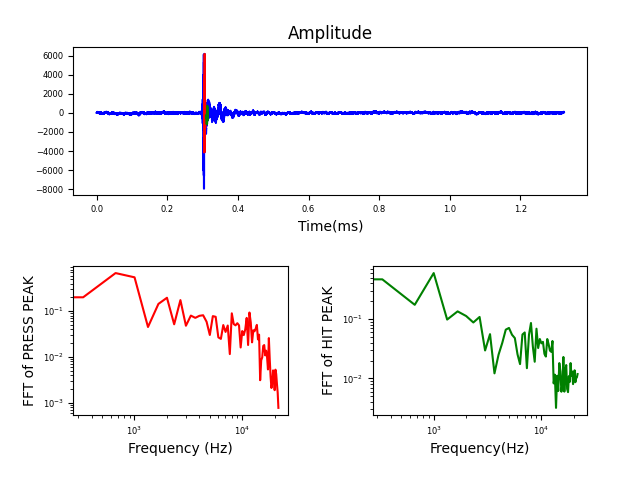 Amplitude
6000
4000
2000
0
−2000
−4000
−6000
−8000
0.0 0.2 0.4 0.6 0.8 1.0 1.2
Time(ms)
FFT of PRESS PEAK
10⁻¹
10⁻²
10⁻³
10³ 10⁴
Frequency (Hz)
FFT of HIT PEAK
10⁻¹
10⁻²
10³ 10⁴
Frequency(Hz)